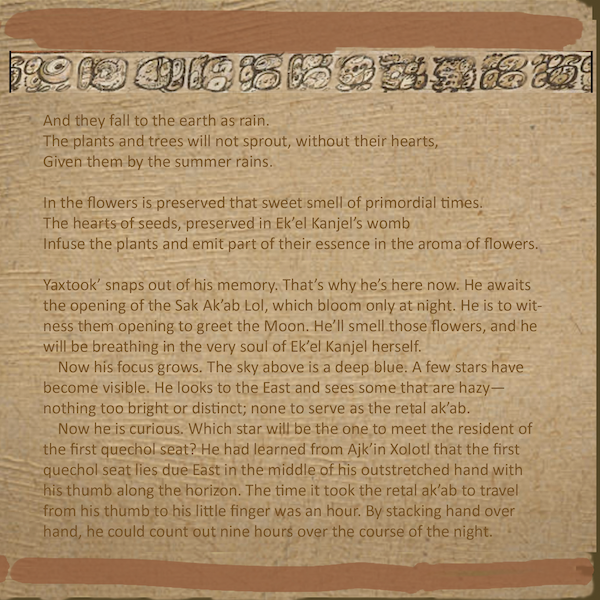 And they fall to the earth as rain.
The plants and trees will not sprout, without their hearts,
Given them by the summer rains.
In the flowers is preserved that sweet smell of primordial times.
The hearts of seeds, preserved in Ek’el Kanjel’s womb
Infuse the plants and emit part of their essence in the aroma of flowers.
Yaxtook’ snaps out of his memory. That’s why he’s here now. He awaits
the opening of the Sak Ak’ab Lol, which bloom only at night. He is to wit-
ness them opening to greet the Moon. He’ll smell those flowers, and he
will be breathing in the very soul of Ek’el Kanjel herself.
Now his focus grows. The sky above is a deep blue. A few stars have
become visible. He looks to the East and sees some that are hazy—
nothing too bright or distinct; none to serve as the retal ak’ab.
Now he is curious. Which star will be the one to meet the resident of
the first quechol seat? He had learned from Ajk’in Xolotl that the first
quechol seat lies due East in the middle of his outstretched hand with
his thumb along the horizon. The time it took the retal ak’ab to travel
from his thumb to his little finger was an hour. By stacking hand over
hand, he could count out nine hours over the course of the night.